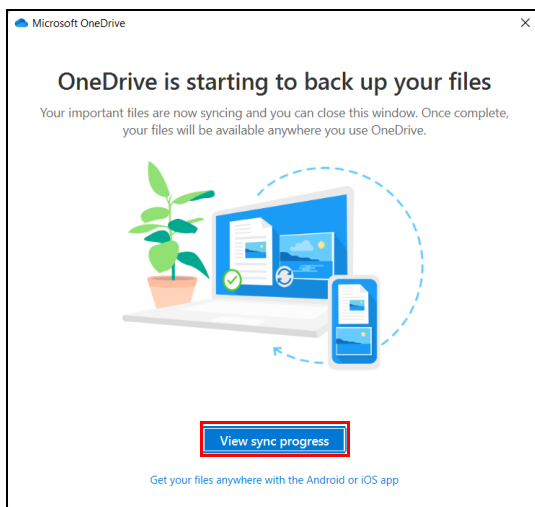 Microsoft OneDrive
OneDrive is starting to back up your files
Your important files are now syncing and you can close this window. Once complete,
your files will be available anywhere you use OneDrive.
View sync progress
Get your files anywhere with the Android or iOS app